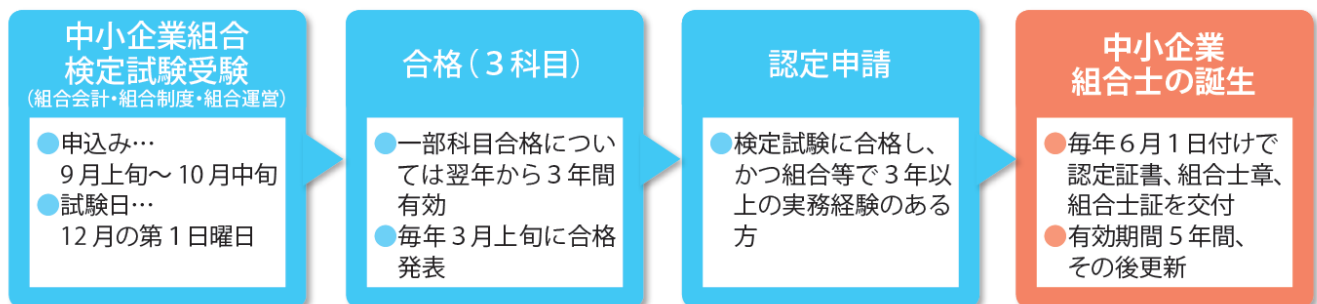 中小企業組合
検定試験受験
(組合会計・組合制度・組合運営)
●申込み…
9月上旬～10月中旬
●試験日…
12月の第1日曜日
合格(3科目)
●一部科目合格につい
ては翌年から3年間
有効
●毎年3月上旬に合格
発表
認定申請
●検定試験に合格し、
かつ組合等で3年以
上の実務経験のある
方
中小企業
組合士の誕生
●毎年6月1日付けで
認定証書、組合士章、
組合士証を交付
●有効期間5年間、
その後更新